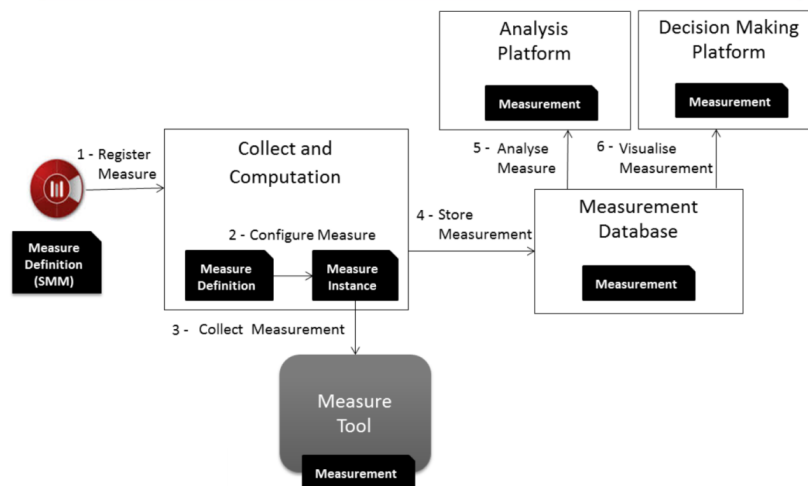 Analysis
Platform
Measurement
Decision Making
Platform
Measurement
1 - Register
Measure
Collect and
Computation
5 - Analyse
Measure
6 - Visualise
Measurement
Measure
Definition
(SMM)
2 - Configure Measure
Measure
Definition
Measure
Instance
4 - Store
Measurement
Measurement
Database
Measurement
3 - Collect Measurement
Measure
Tool
Measurement